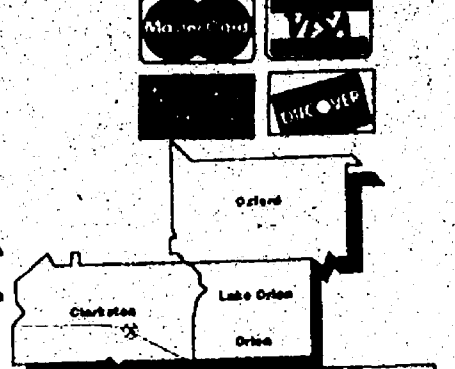 MasterCard
VISA
DISCOVER
Oxford
Lake Orion
Clarkston
Orion